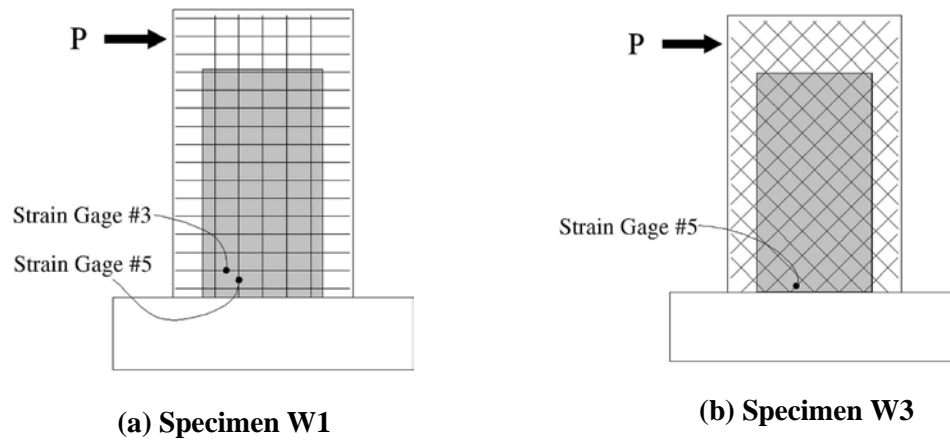 P
Strain Gage #3
Strain Gage #5
(a) Specimen W1
P
Strain Gage #5
(b) Specimen W3